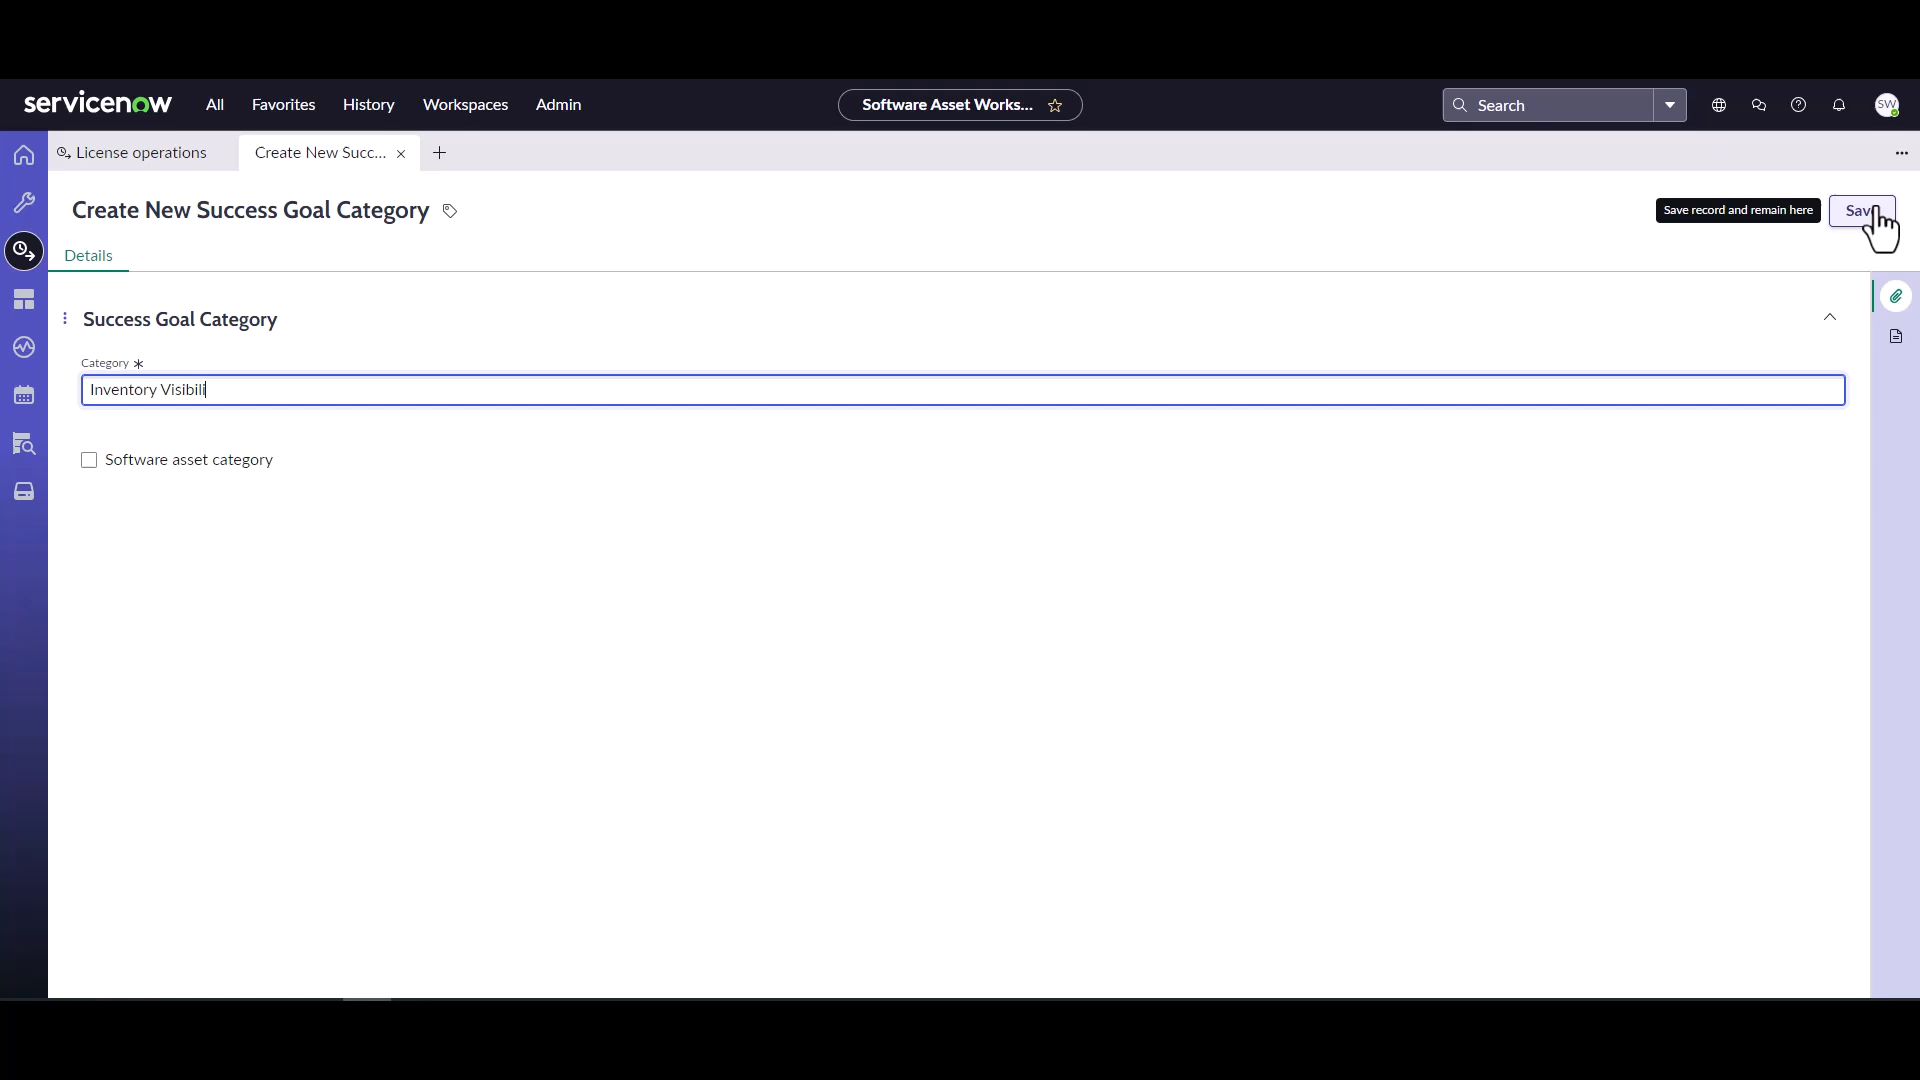 servicenow All Favorites History Workspaces Admin Software Asset Works... Search SW
License operations Create New Succ...
Create New Success Goal Category Save record and remain here Sav
Details
Success Goal Category
Category *
Inventory Visibili
Software asset category